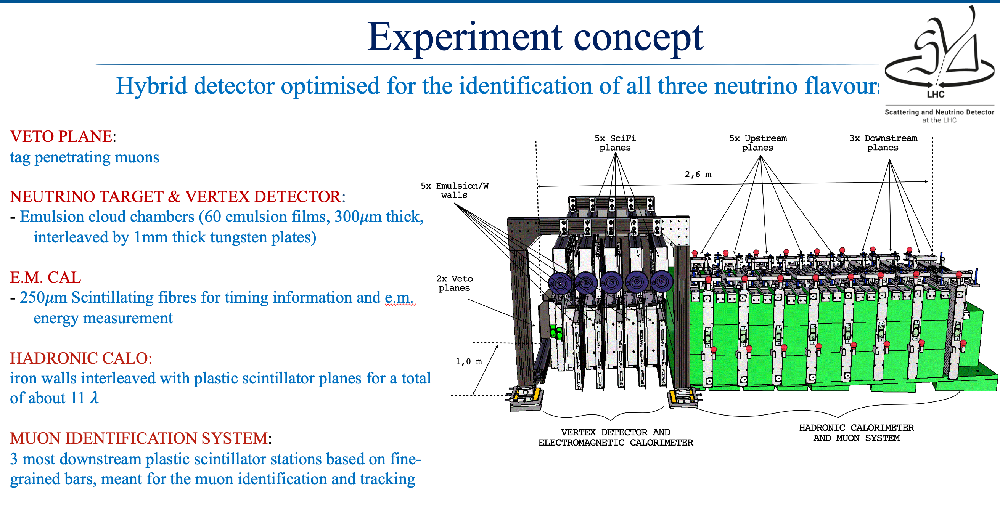 Experiment concept
Hybrid detector optimised for the identification of all three neutrino flavours
LHC
Scattering and Neutrino Detector
at the LHC
VETO PLANE:
tag penetrating muons
NEUTRINO TARGET & VERTEX DETECTOR:
- Emulsion cloud chambers (60 emulsion films, 300μm thick,
interleaved by 1mm thick tungsten plates)
E.M. CAL
- 250μm Scintillating fibres for timing information and e.m.
energy measurement
HADRONIC CALO:
iron walls interleaved with plastic scintillator planes for a total
of about 11 λ
MUON IDENTIFICATION SYSTEM:
3 most downstream plastic scintillator stations based on fine-
grained bars, meant for the muon identification and tracking
5x SciFi
planes
5x Upstream
planes
3x Downstream
planes
2,6 m
5x Emulsion/W
walls
2x Veto
planes
1,0 m
VERTEX DETECTOR AND
ELECTROMAGNETIC CALORIMETER
HADRONIC CALORIMETER
AND MUON SYSTEM